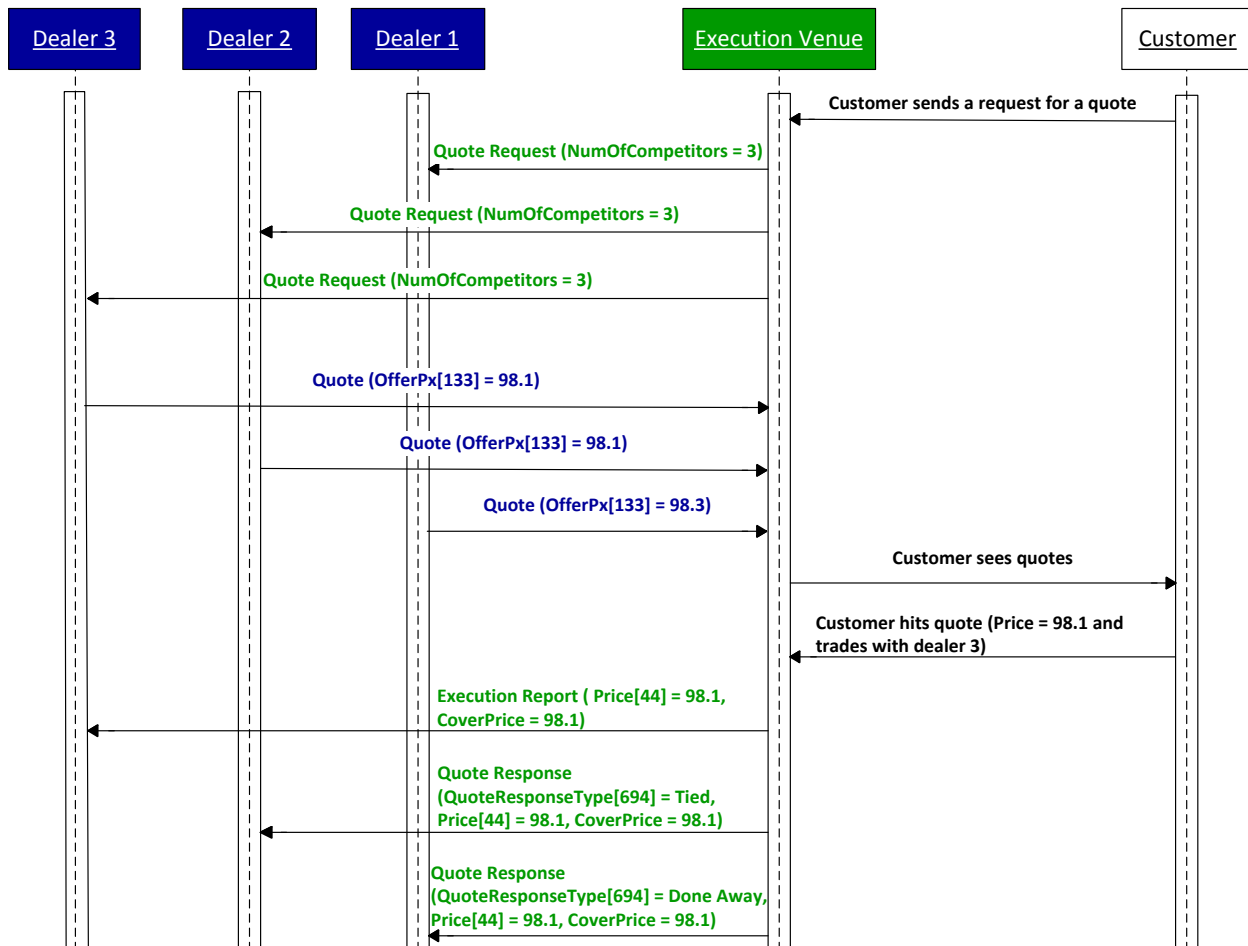 Dealer 3
Dealer 2
Dealer 1
Execution Venue
Customer
Customer sends a request for a quote
Quote Request (NumOfCompetitors = 3)
Quote Request (NumOfCompetitors = 3)
Quote Request (NumOfCompetitors = 3)
Quote (OfferPx[133] = 98.1)
Quote (OfferPx[133] = 98.1)
Quote (OfferPx[133] = 98.3)
Customer sees quotes
Customer hits quote (Price = 98.1 and
trades with dealer 3)
Execution Report ( Price[44] = 98.1,
CoverPrice = 98.1)
Quote Response
(QuoteResponseType[694] = Tied,
Price[44] = 98.1, CoverPrice = 98.1)
Quote Response
(QuoteResponseType[694] = Done Away,
Price[44] = 98.1, CoverPrice = 98.1)